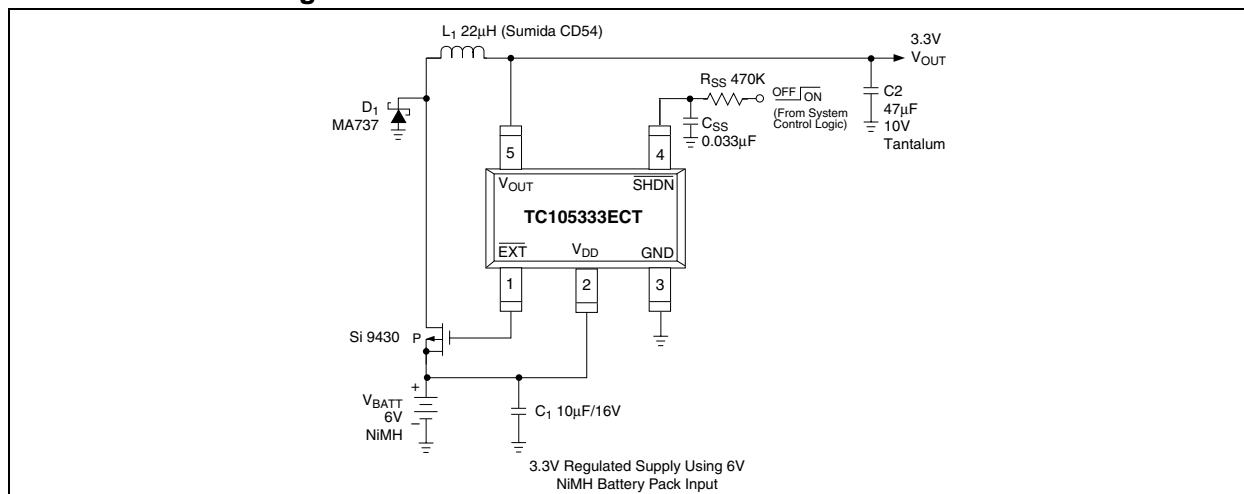 L1 22µH (Sumida CD54)
3.3V
VOUT
RSS 470K
OFF
ON
(From System
Control Logic)
C2
47µF
10V
Tantalum
D1
MA737
CSS
0.033µF
5
4
VOUT
SHDN
TC105333ECT
EXT
VDD
GND
1
2
3
Si 9430
P
+
VBATT
6V
–
NiMH
C1 10µF/16V
3.3V Regulated Supply Using 6V
NiMH Battery Pack Input